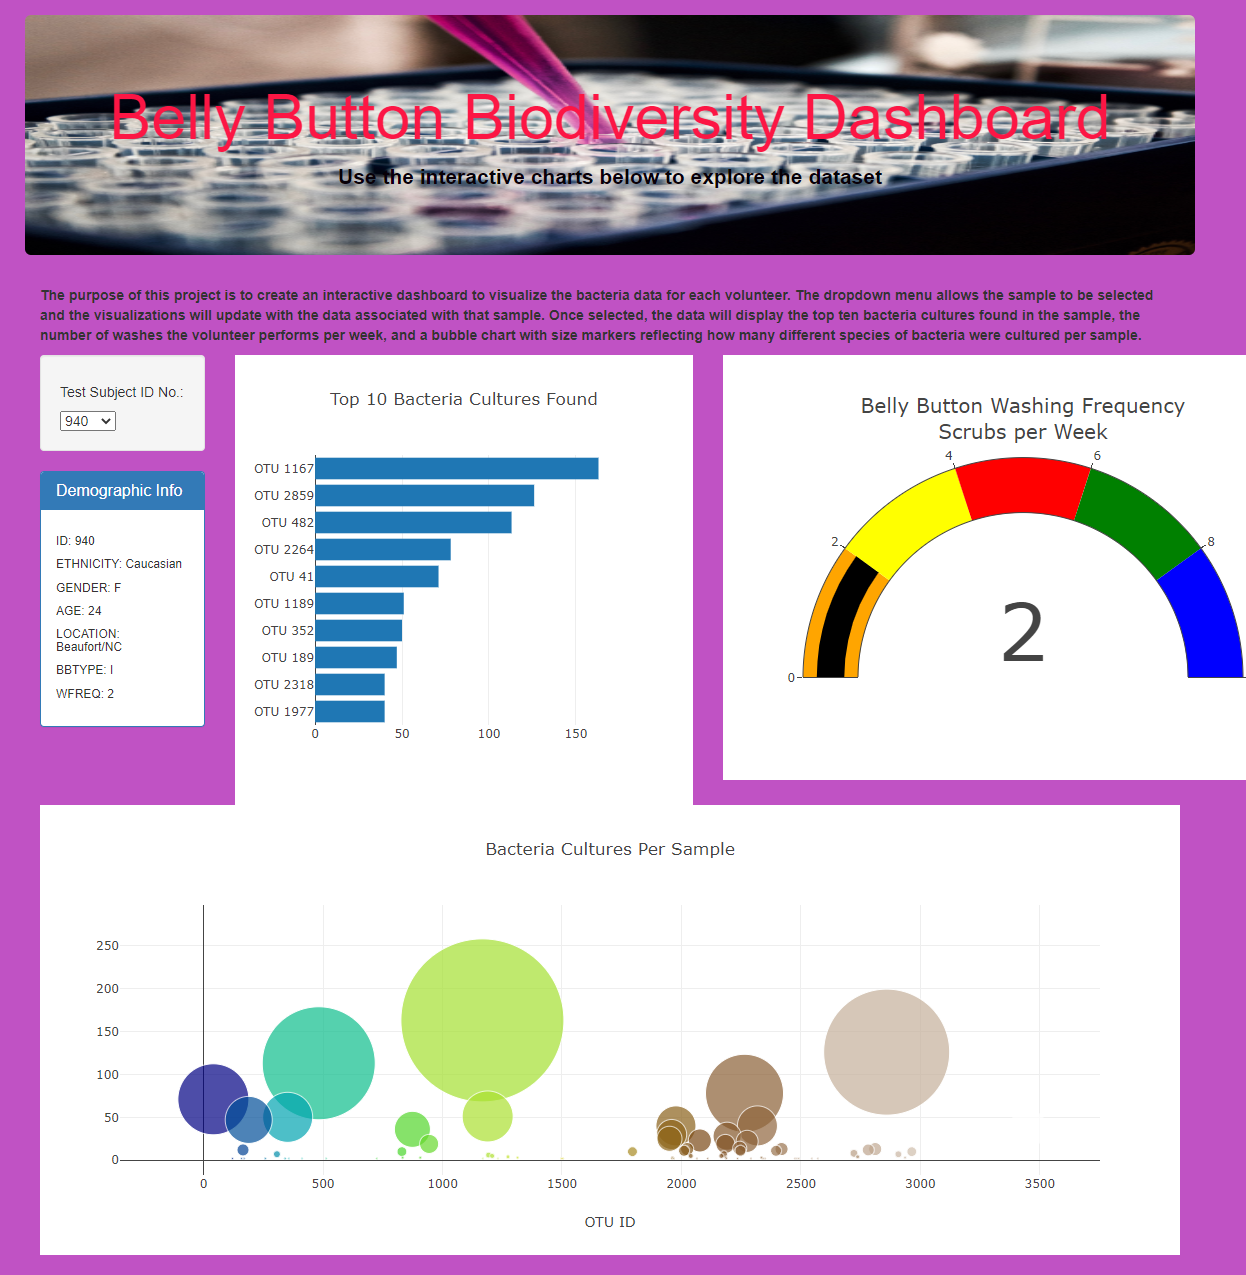 Belly Button Biodiversity Dashboard
Use the interactive charts below to explore the dataset
The purpose of this project is to create an interactive dashboard to visualize the bacteria data for each volunteer. The dropdown menu allows the sample to be selected
and the visualizations will update with the data associated with that sample. Once selected, the data will display the top ten bacteria cultures found in the sample, the
number of washes the volunteer performs per week, and a bubble chart with size markers reflecting how many different species of bacteria were cultured per sample.
Test Subject ID No.:
940
Demographic Info
ID: 940
ETHNICITY: Caucasian
GENDER: F
AGE: 24
LOCATION:
Beaufort/NC
BBTYPE: I
WFREQ: 2
Top 10 Bacteria Cultures Found
OTU 1167
OTU 2859
OTU 482
OTU 2264
OTU 41
OTU 1189
OTU 352
OTU 189
OTU 2318
OTU 1977
0 50 100 150
Belly Button Washing Frequency
Scrubs per Week
4 6
2 8
2
0
Bacteria Cultures Per Sample
250
200
150
100
50
0
0 500 1000 1500 2000 2500 3000 3500
OTU ID